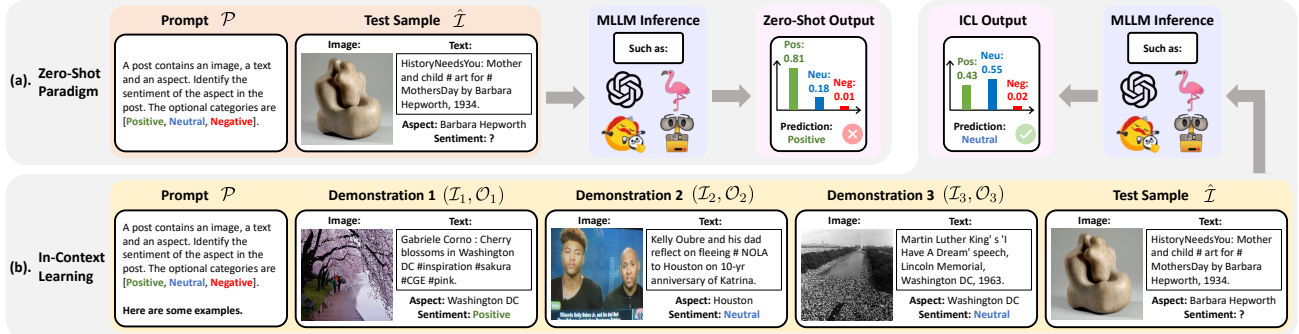 (a). Zero-Shot
Paradigm
Prompt 𝒫
A post contains an image, a text
and an aspect. Identify the
sentiment of the aspect in the
post. The optional categories are
[Positive, Neutral, Negative].
Test Sample ℐ̂
Image:
Text:
HistoryNeedsYou: Mother
and child # art for #
MothersDay by Barbara
Hepworth, 1934.
Aspect: Barbara Hepworth
Sentiment: ?
MLLM Inference
Such as:
Zero-Shot Output
Pos:
0.81
Neu:
0.18
Neg:
0.01
Prediction:
Positive
ICL Output
Pos:
0.43
Neu:
0.55
Neg:
0.02
Prediction:
Neutral
MLLM Inference
Such as:
(b). In-Context
Learning
Prompt 𝒫
A post contains an image, a text
and an aspect. Identify the
sentiment of the aspect in the
post. The optional categories are
[Positive, Neutral, Negative].
Here are some examples.
Demonstration 1 (ℐ₁, 𝒪₁)
Image:
Text:
Gabriele Corno : Cherry
blossoms in Washington
DC #inspiration #sakura
#CGE #pink.
Aspect: Washington DC
Sentiment: Positive
Demonstration 2 (ℐ₂, 𝒪₂)
Image:
Text:
Kelly Oubre and his dad
reflect on fleeing # NOLA
to Houston on 10-yr
anniversary of Katrina.
Aspect: Houston
Sentiment: Neutral
Demonstration 3 (ℐ₃, 𝒪₃)
Image:
Text:
Martin Luther King' s 'I
Have A Dream' speech,
Lincoln Memorial,
Washington DC, 1963.
Aspect: Washington DC
Sentiment: Neutral
Test Sample ℐ̂
Image:
Text:
HistoryNeedsYou: Mother
and child # art for #
MothersDay by Barbara
Hepworth, 1934.
Aspect: Barbara Hepworth
Sentiment: ?